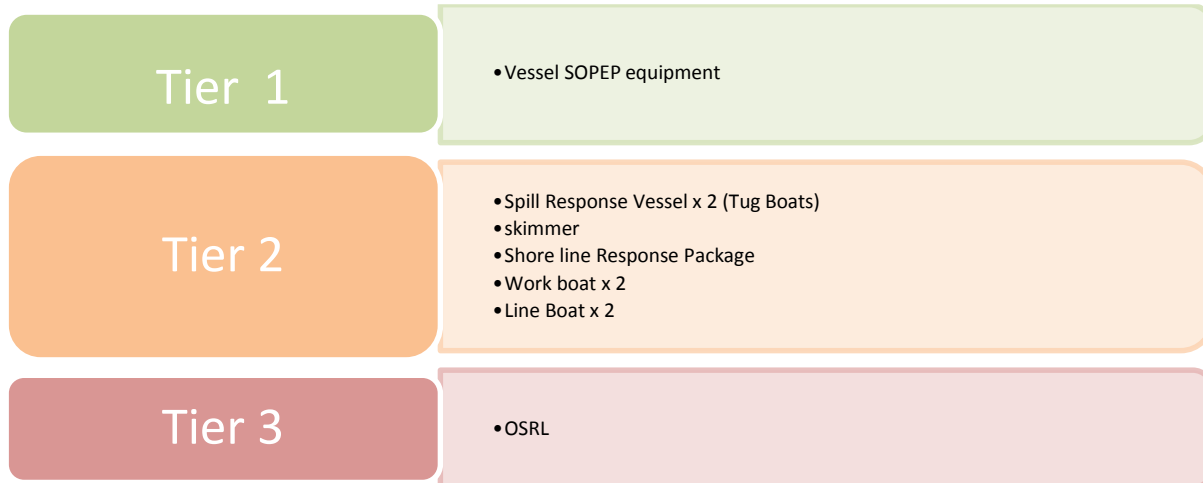 Tier 1
•Vessel SOPEP equipment
Tier 2
•Spill Response Vessel x 2 (Tug Boats)
•skimmer
•Shore line Response Package
•Work boat x 2
•Line Boat x 2
Tier 3
•OSRL